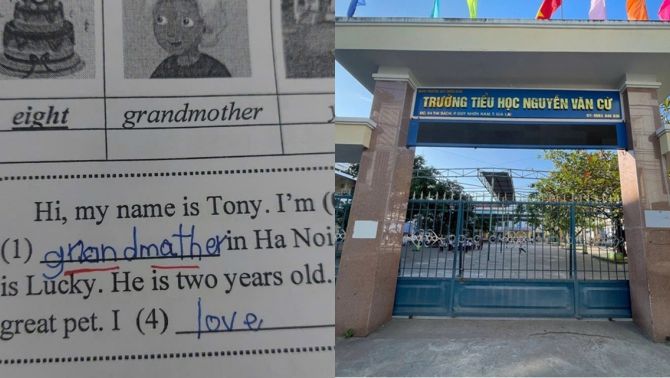 eight grandmother
Hi, my name is Tony. I'm (
(1) grandmather in Ha Noi
is Lucky. He is two years old.
great pet. I (4) love
TRƯỜNG TIỂU HỌC NGUYỄN VĂN CỪ